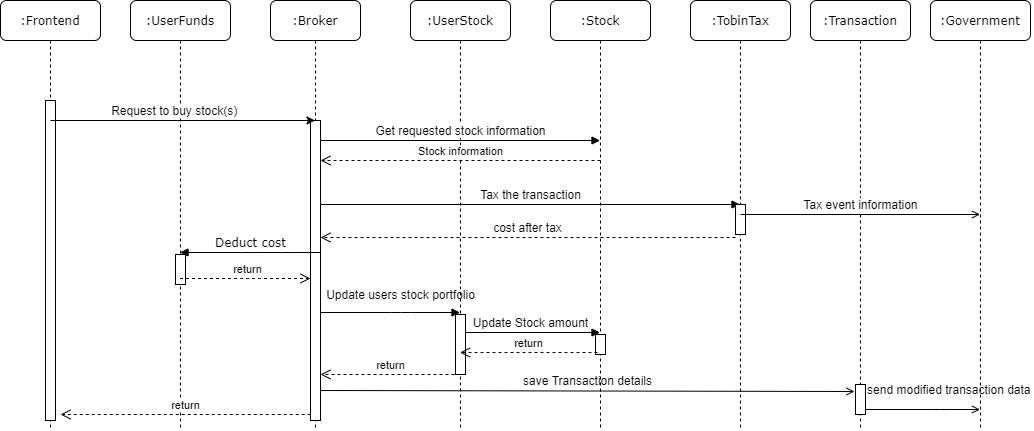 :Frontend
:UserFunds
:Broker
:UserStock
:Stock
:TobinTax
:Transaction
:Government
Request to buy stock(s)
Get requested stock information
Stock information
Tax the transaction
Tax event information
cost after tax
Deduct cost
return
Update users stock portfolio
Update Stock amount
return
return
save Transaction details
send modified transaction data
return